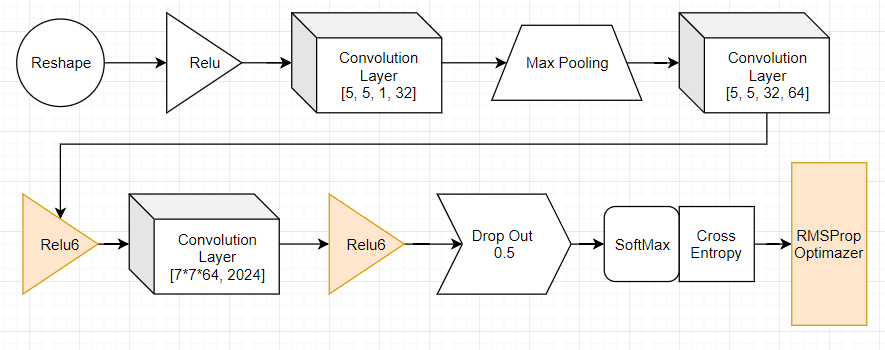 Reshape
Relu
Convolution
Layer
[5, 5, 1, 32]
Max Pooling
Convolution
Layer
[5, 5, 32, 64]
Relu6
Convolution
Layer
[7*7*64, 2024]
Relu6
Drop Out
0.5
SoftMax
Cross
Entropy
RMSProp
Optimazer